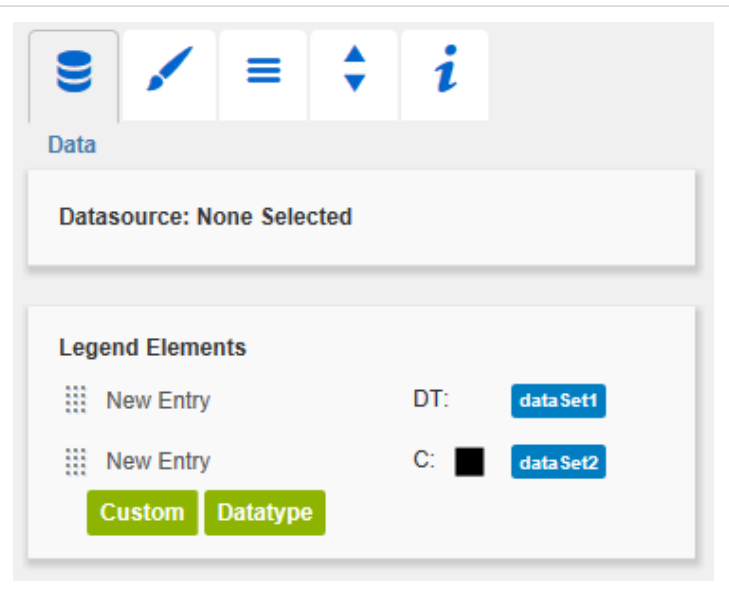 Data
Datasource: None Selected
Legend Elements
New Entry DT: dataSet1
New Entry C: dataSet2
Custom Datatype